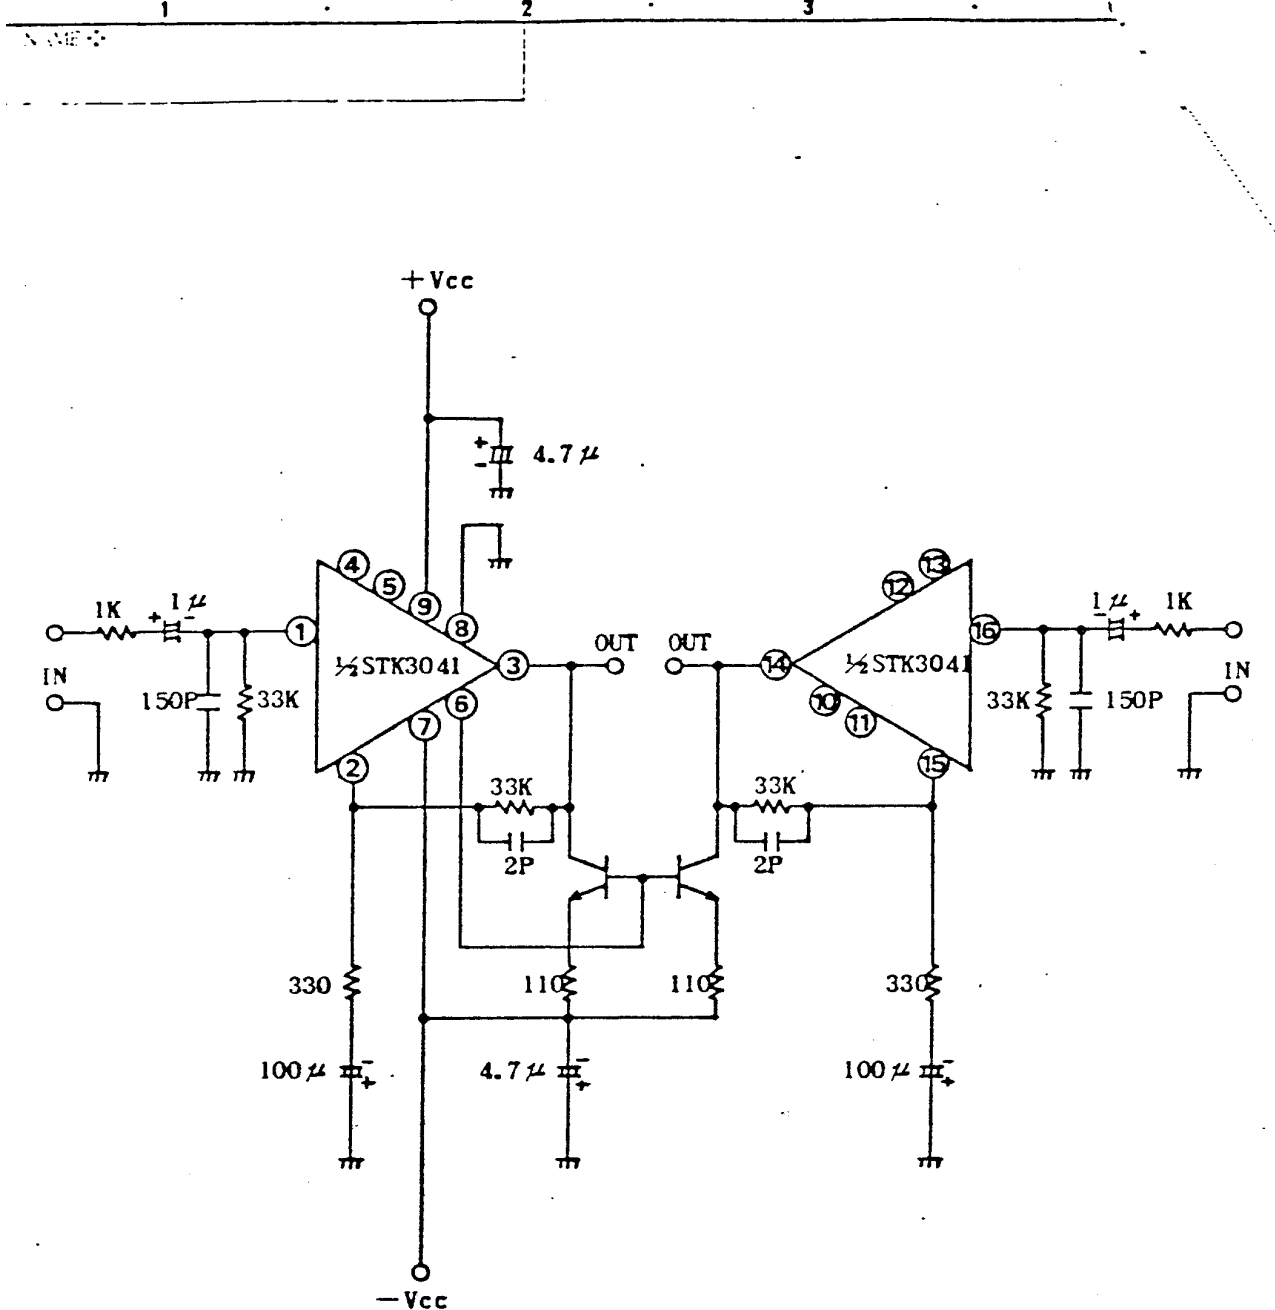 1 2 3
NAME
+Vcc
+
-
4.7μ
4
5
9
8
13
12
1K
+ 1μ -
1
½STK3041
3
OUT
OUT
14
½STK3041
16
1μ
- +
1K
IN
150P
33K
7
6
10
11
33K
150P
IN
2
15
33K
2P
33K
2P
330
110
110
330
100μ - +
4.7μ - +
100μ - +
-Vcc